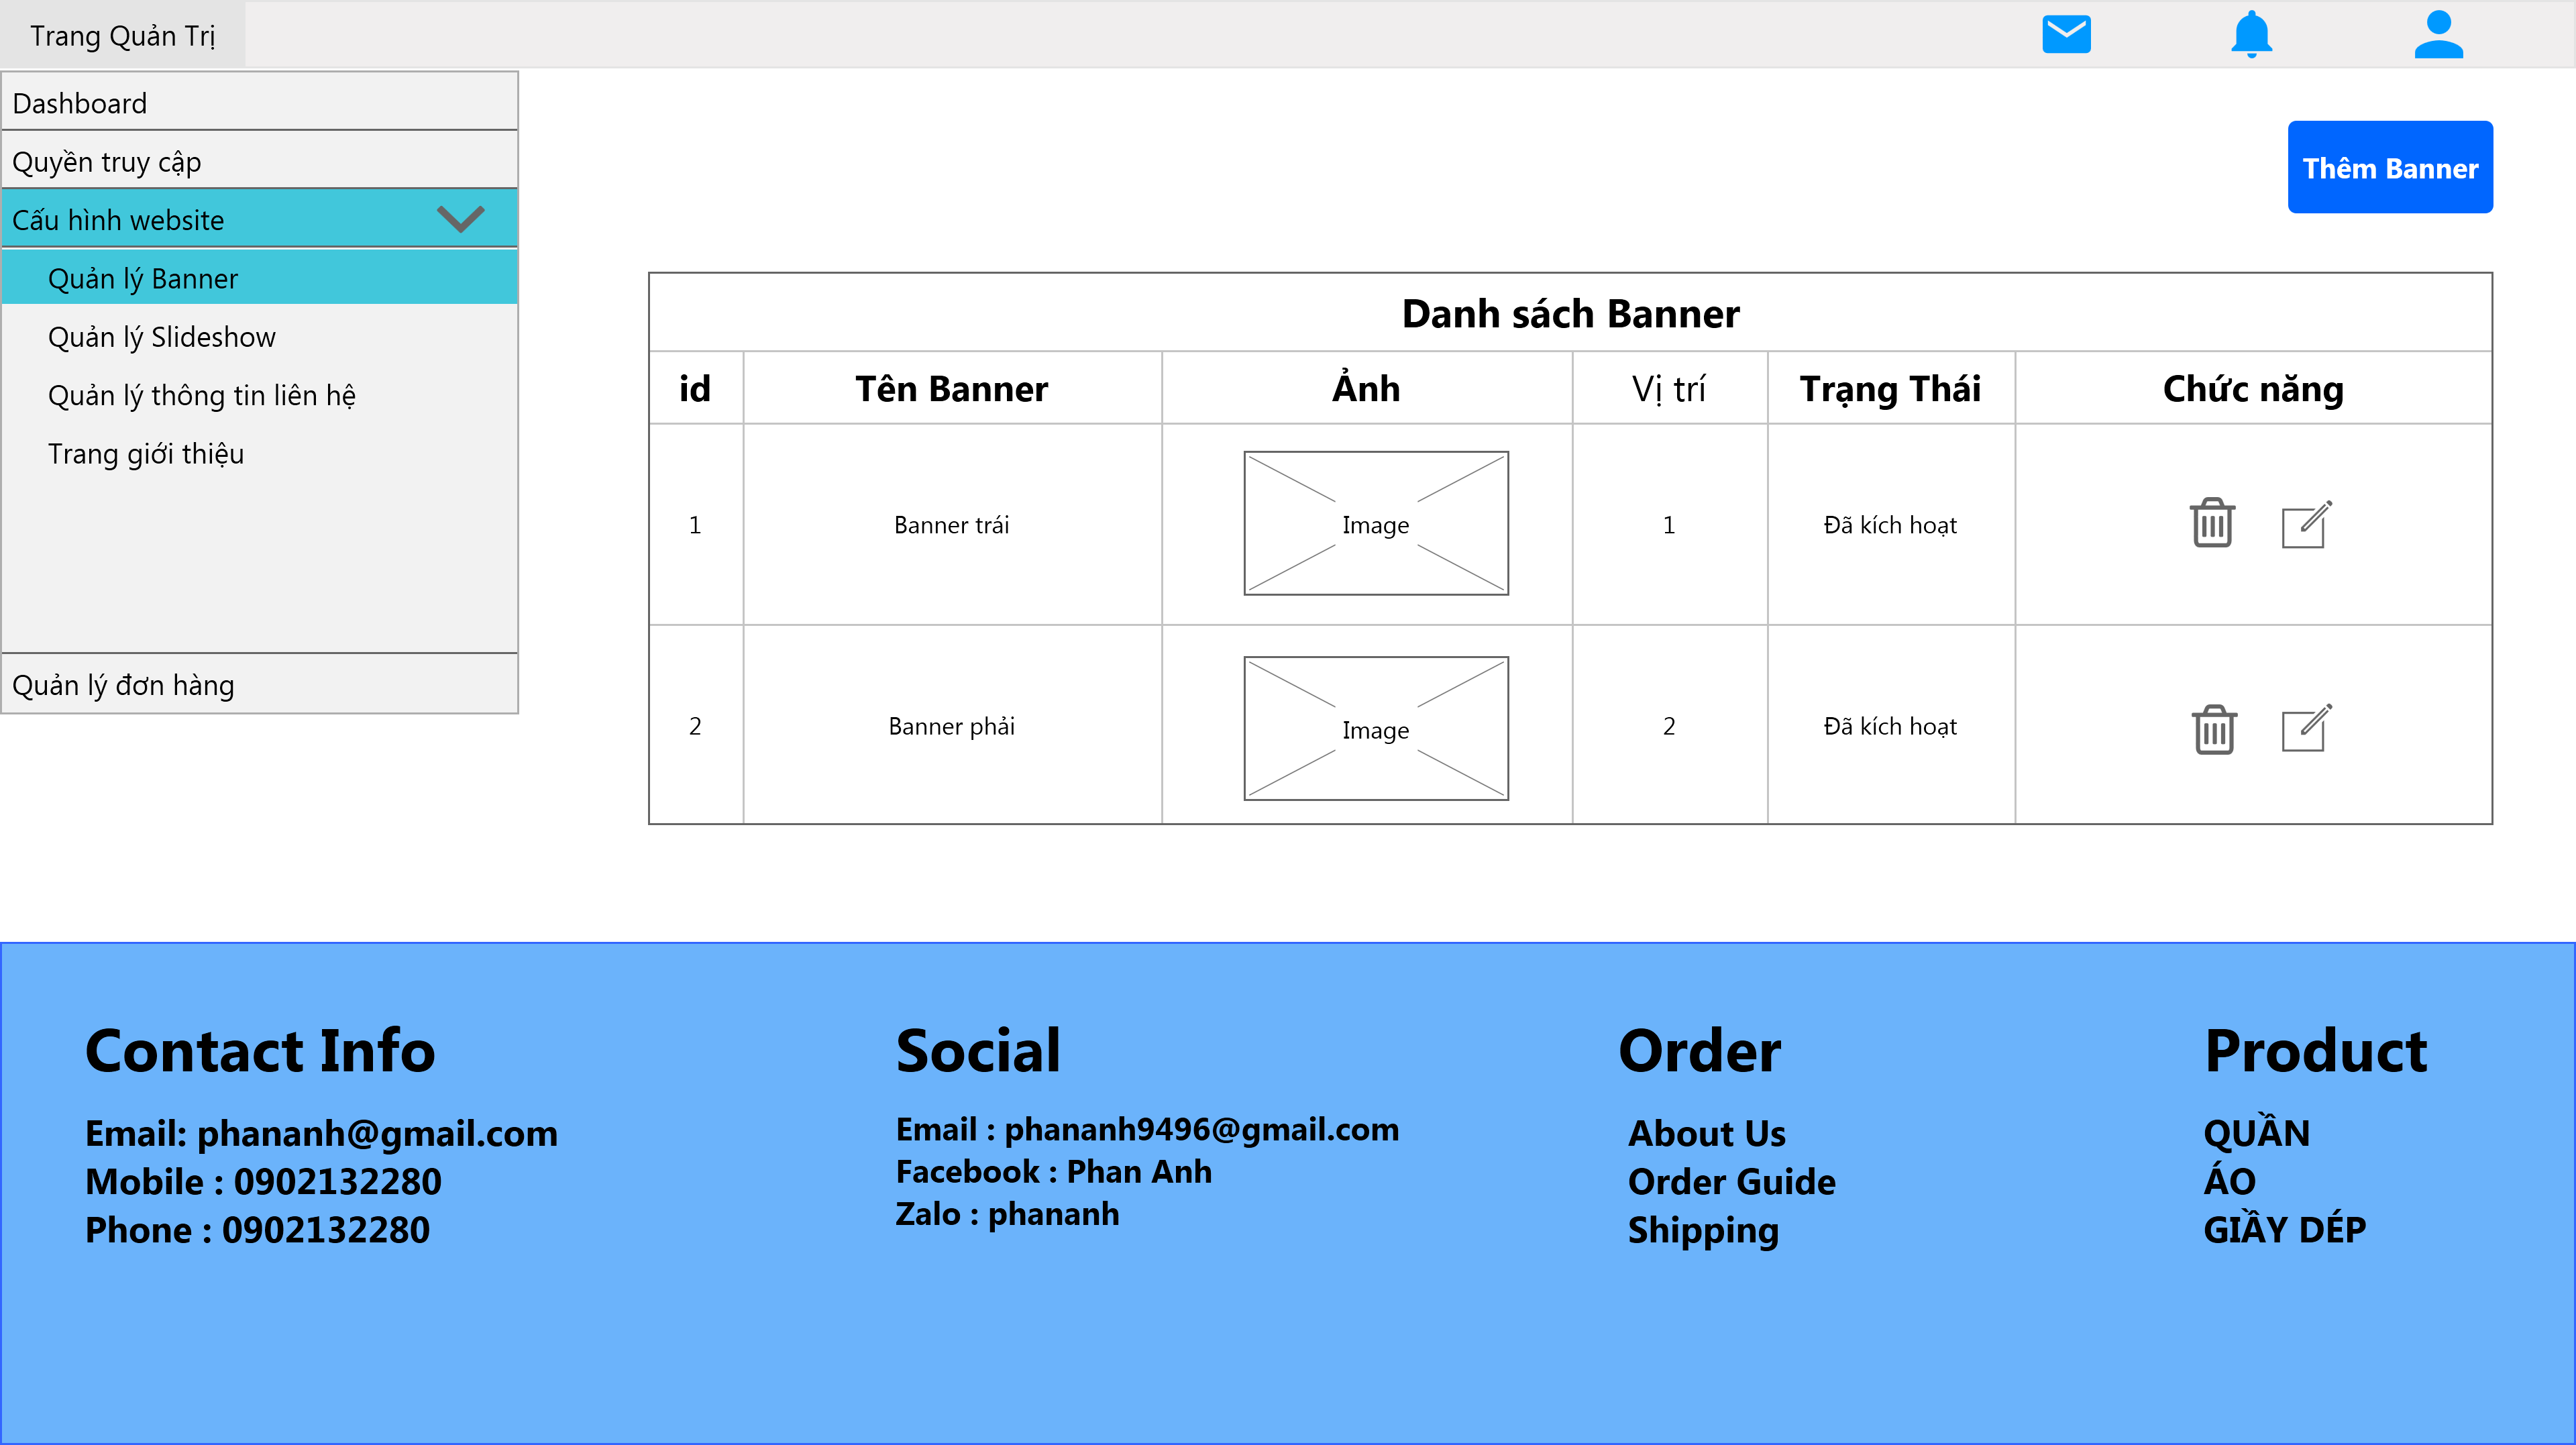 Trang Quản Trị
Dashboard
Quyền truy cập
Cấu hình website
Quản lý Banner
Quản lý Slideshow
Quản lý thông tin liên hệ
Trang giới thiệu
Quản lý đơn hàng
Thêm Banner
Danh sách Banner
id Tên Banner Ảnh Vị trí Trạng Thái Chức năng
1 Banner trái Image 1 Đã kích hoạt
2 Banner phải Image 2 Đã kích hoạt
Contact Info
Email: phananh@gmail.com
Mobile : 0902132280
Phone : 0902132280
Social
Email : phananh9496@gmail.com
Facebook : Phan Anh
Zalo : phananh
Order
About Us
Order Guide
Shipping
Product
QUẦN
ÁO
GIẦY DÉP